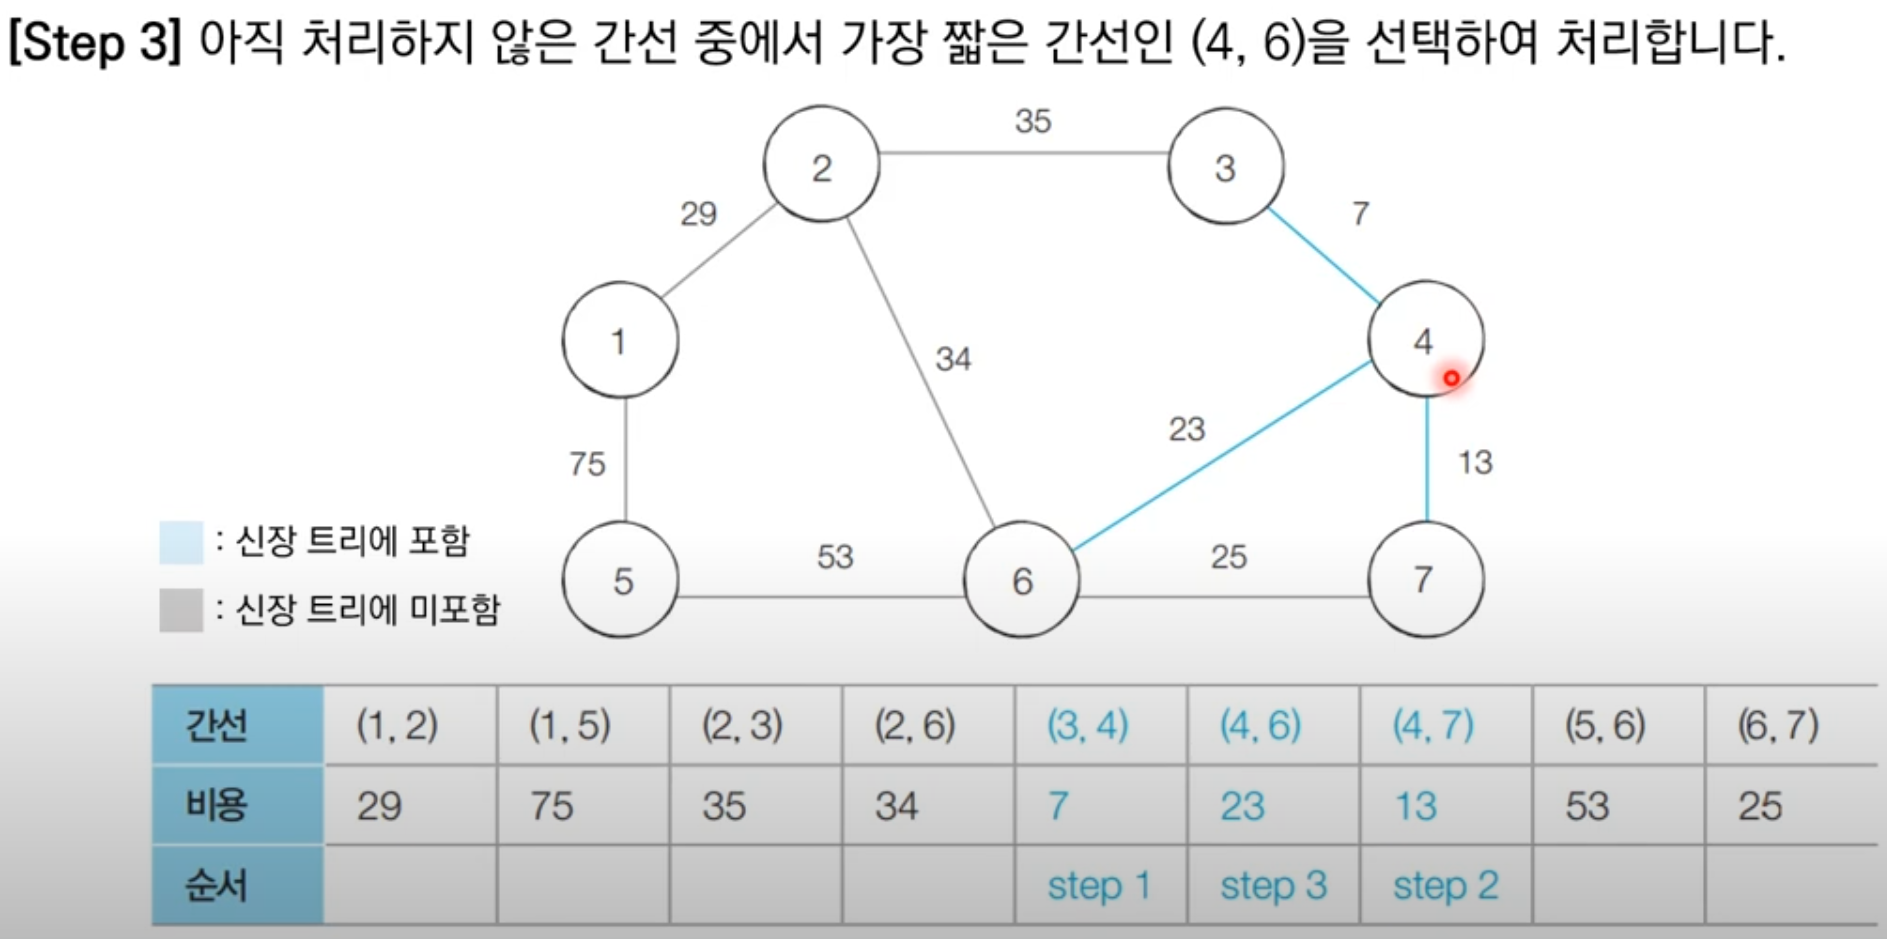 [Step 3] 아직 처리하지 않은 간선 중에서 가장 짧은 간선인 (4, 6)을 선택하여 처리합니다.
35
2
3
29
7
1
4
34
23
75
13
: 신장 트리에 포함
53
25
5
6
7
: 신장 트리에 미포함
간선 (1, 2) (1, 5) (2, 3) (2, 6) (3, 4) (4, 6) (4, 7) (5, 6) (6, 7)
비용 29 75 35 34 7 23 13 53 25
순서 step 1 step 3 step 2